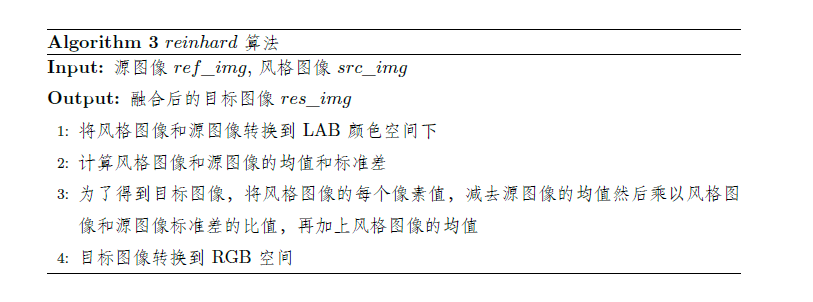 Algorithm 3 reinhard 算法
Input: 源图像 ref_img, 风格图像 src_img
Output: 融合后的目标图像 res_img
1: 将风格图像和源图像转换到 LAB 颜色空间下
2: 计算风格图像和源图像的均值和标准差
3: 为了得到目标图像，将风格图像的每个像素值，减去源图像的均值然后乘以风格图
像和源图像标准差的比值，再加上风格图像的均值
4: 目标图像转换到 RGB 空间